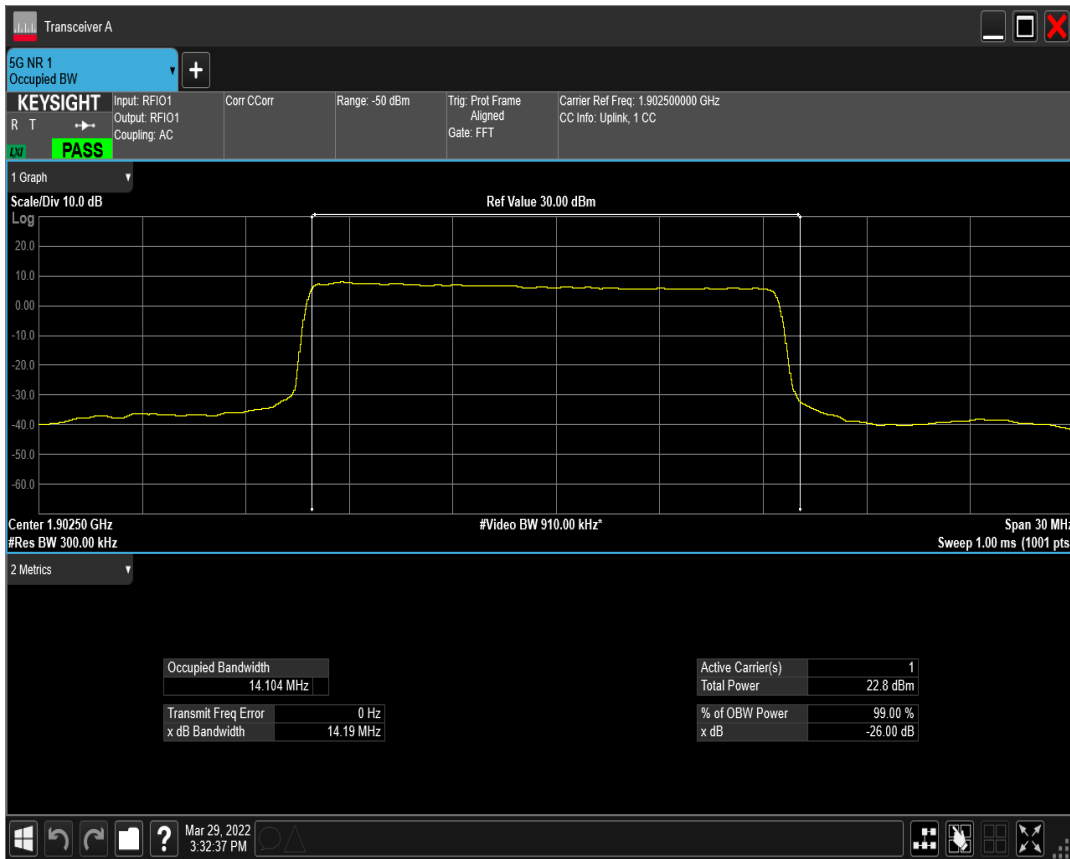 Transceiver A
5G NR 1
Occupied BW
+
KEYSIGHT
R T
LXI
PASS
Input: RFIO1
Output: RFIO1
Coupling: AC
Corr CCorr
Range: -50 dBm
Trig: Prot Frame
Aligned
Gate: FFT
Carrier Ref Freq: 1.902500000 GHz
CC Info: Uplink, 1 CC
1 Graph
Scale/Div 10.0 dB
Ref Value 30.00 dBm
Log
20.0
10.0
0.00
-10.0
-20.0
-30.0
-40.0
-50.0
-60.0
Center 1.90250 GHz
#Video BW 910.00 kHz*
Span 30 MHz
#Res BW 300.00 kHz
Sweep 1.00 ms (1001 pts
2 Metrics
Occupied Bandwidth
14.104 MHz
Transmit Freq Error 0 Hz
x dB Bandwidth 14.19 MHz
Active Carrier(s) 1
Total Power 22.8 dBm
% of OBW Power 99.00 %
x dB -26.00 dB
?
Mar 29, 2022
3:32:37 PM